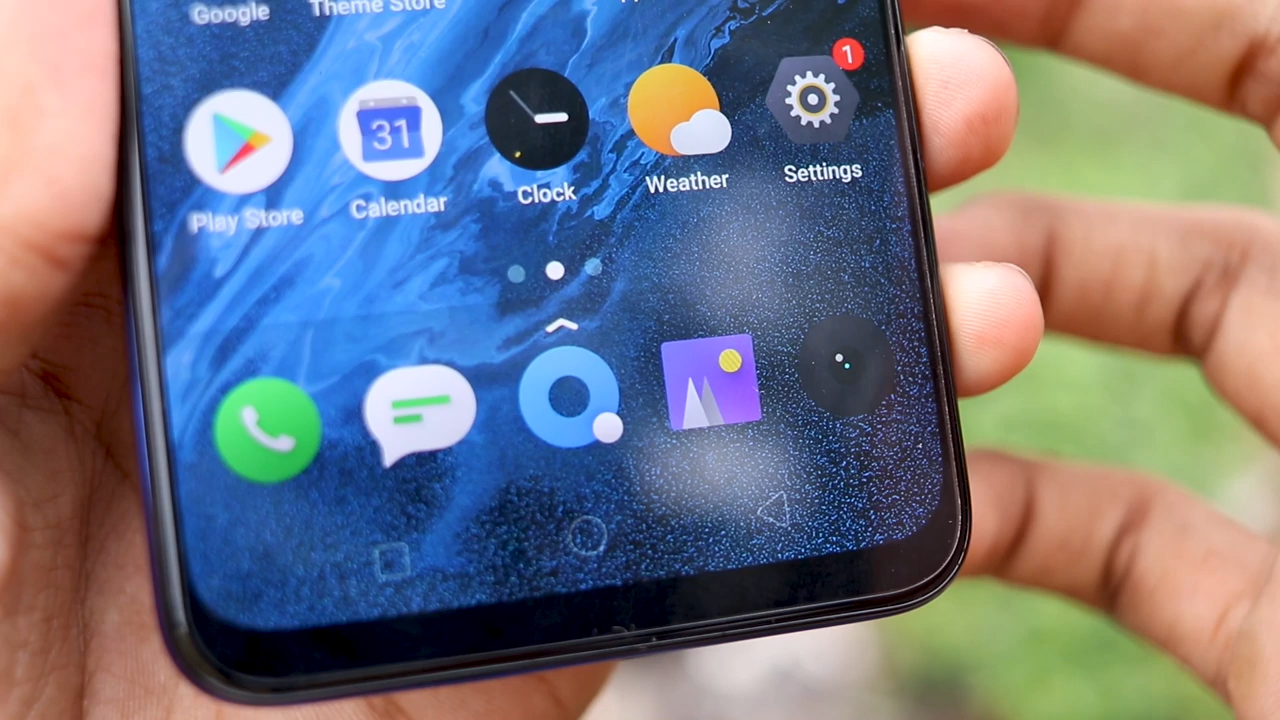 Google
Theme Store
1
31
Play Store
Calendar
Clock
Weather
Settings